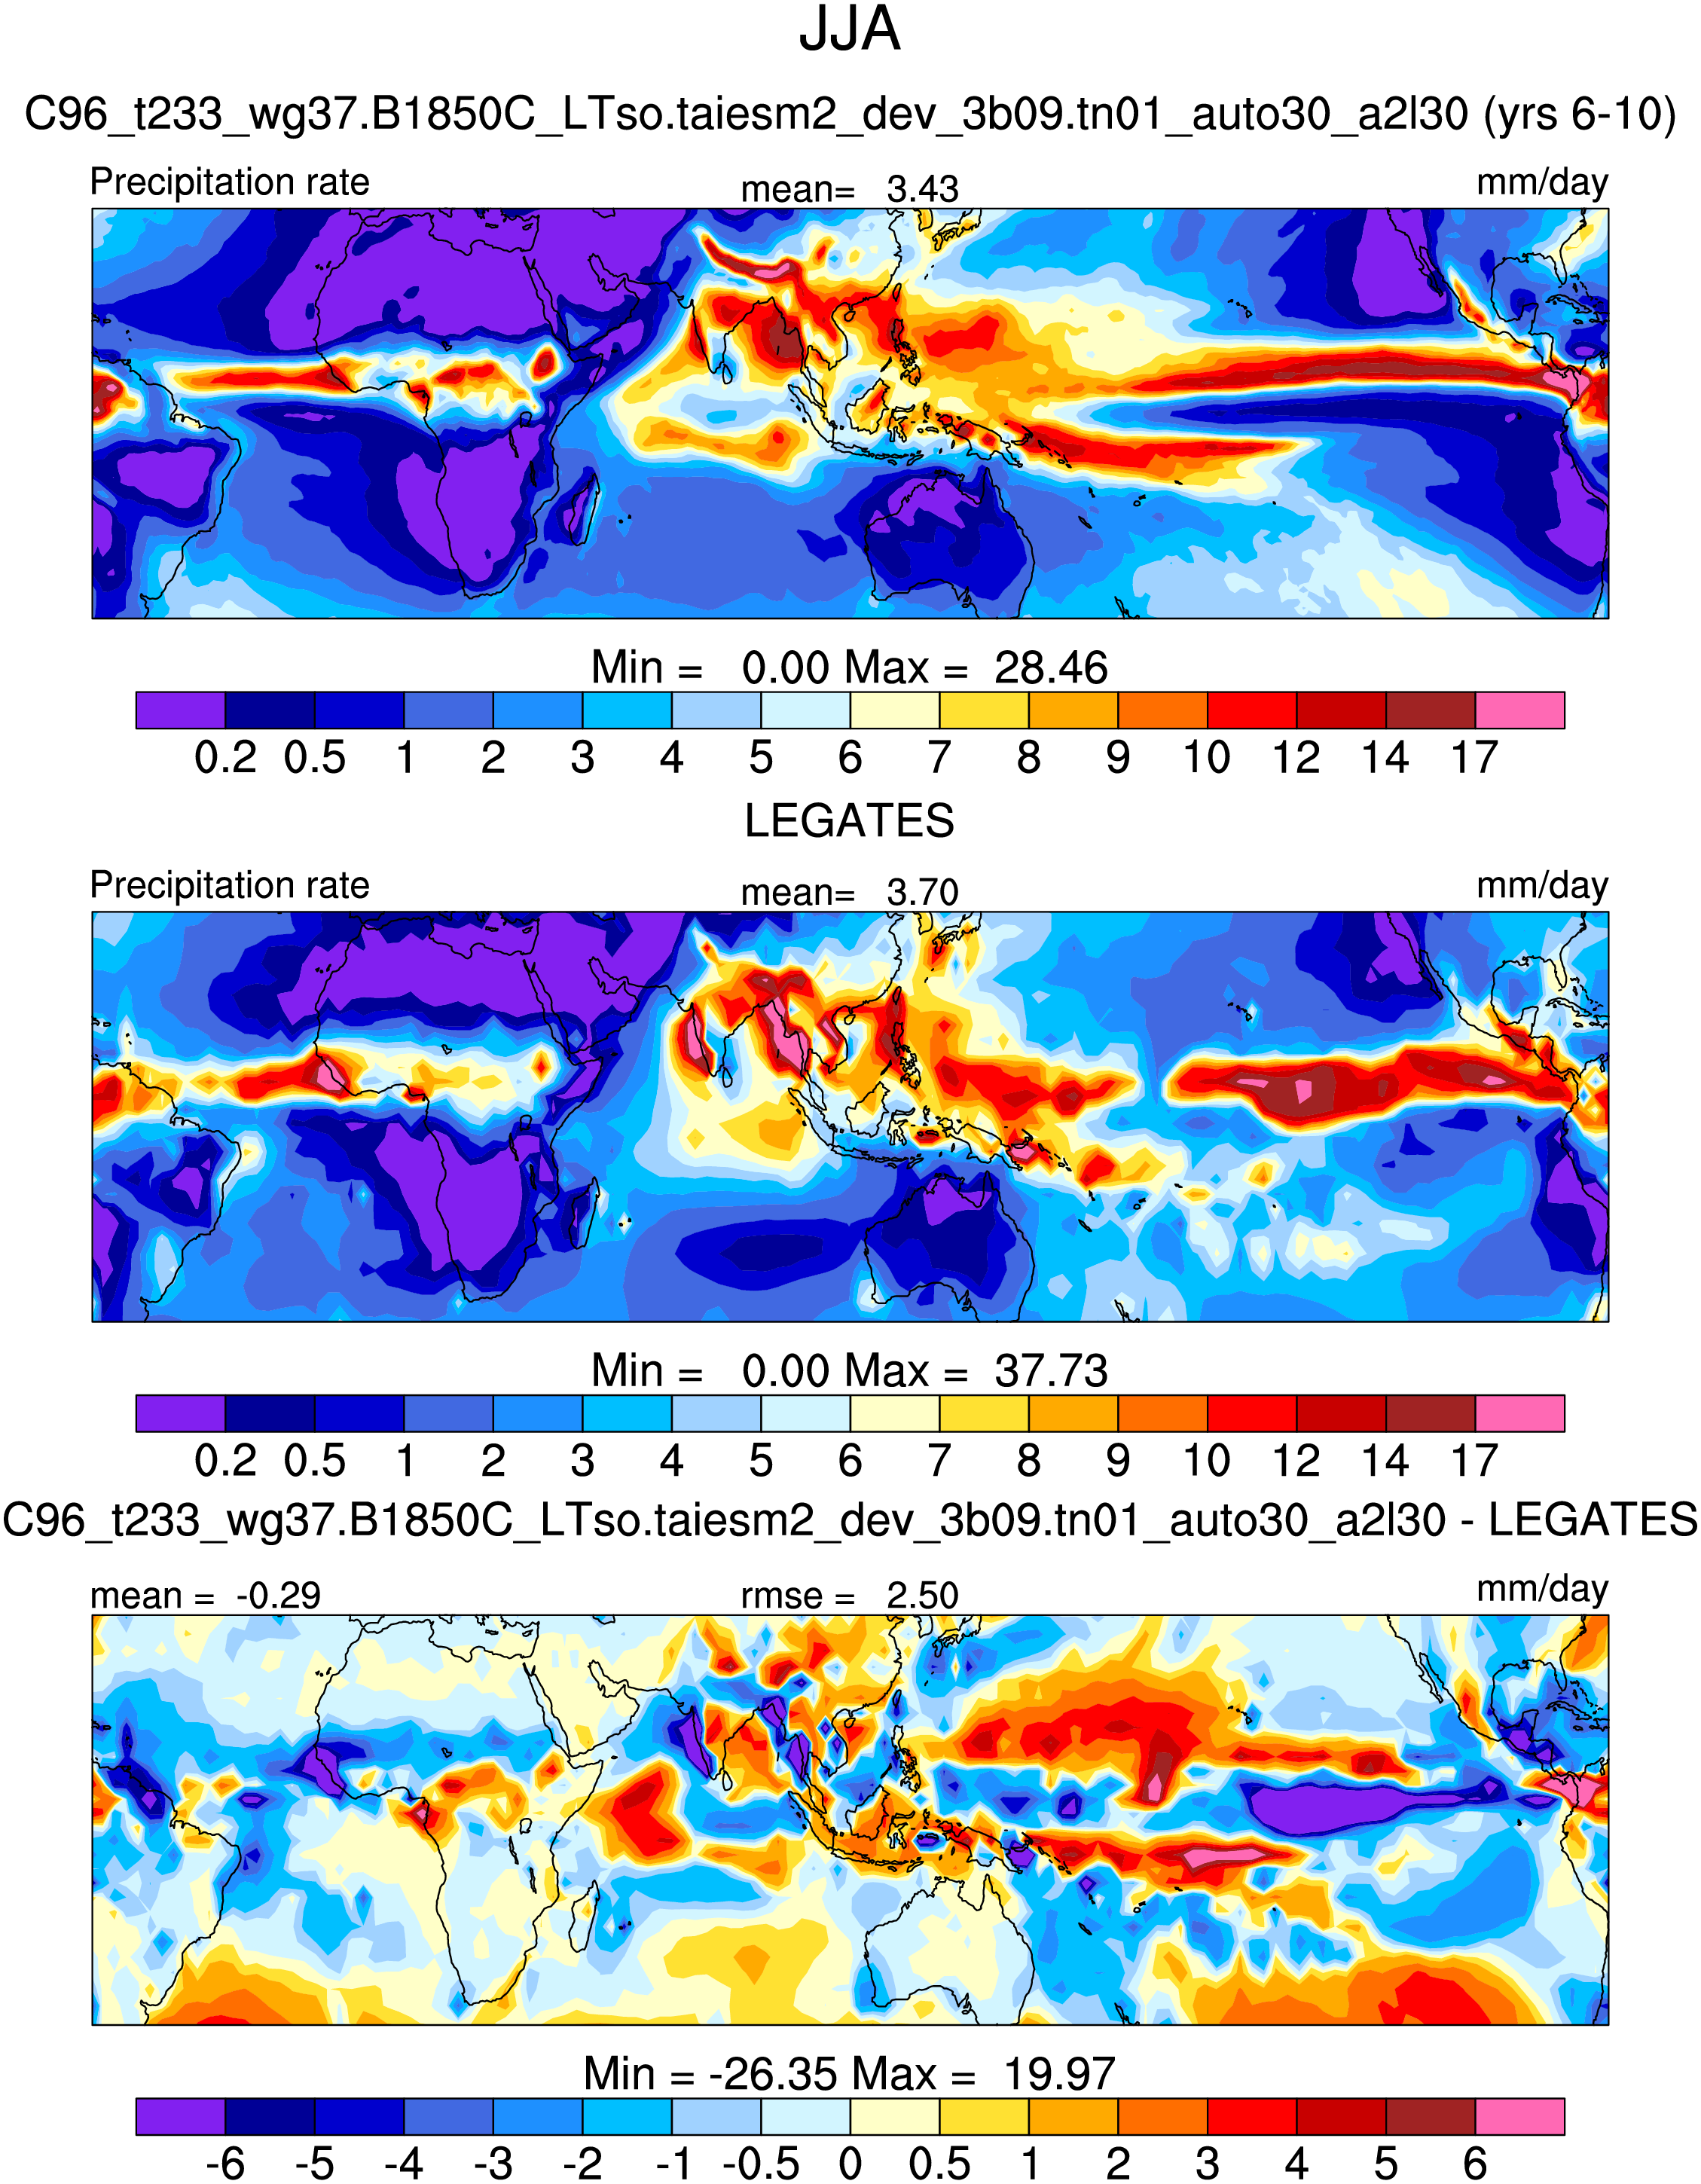 JJA
C96_t233_wg37.B1850C_LTso.taiesm2_dev_3b09.tn01_auto30_a2l30 (yrs 6-10)
Precipitation rate mean= 3.43 mm/day
Min = 0.00 Max = 28.46
0.2 0.5 1 2 3 4 5 6 7 8 9 10 12 14 17
LEGATES
Precipitation rate mean= 3.70 mm/day
Min = 0.00 Max = 37.73
0.2 0.5 1 2 3 4 5 6 7 8 9 10 12 14 17
C96_t233_wg37.B1850C_LTso.taiesm2_dev_3b09.tn01_auto30_a2l30 - LEGATES
mean = -0.29 rmse = 2.50 mm/day
Min = -26.35 Max = 19.97
-6 -5 -4 -3 -2 -1 -0.5 0 0.5 1 2 3 4 5 6